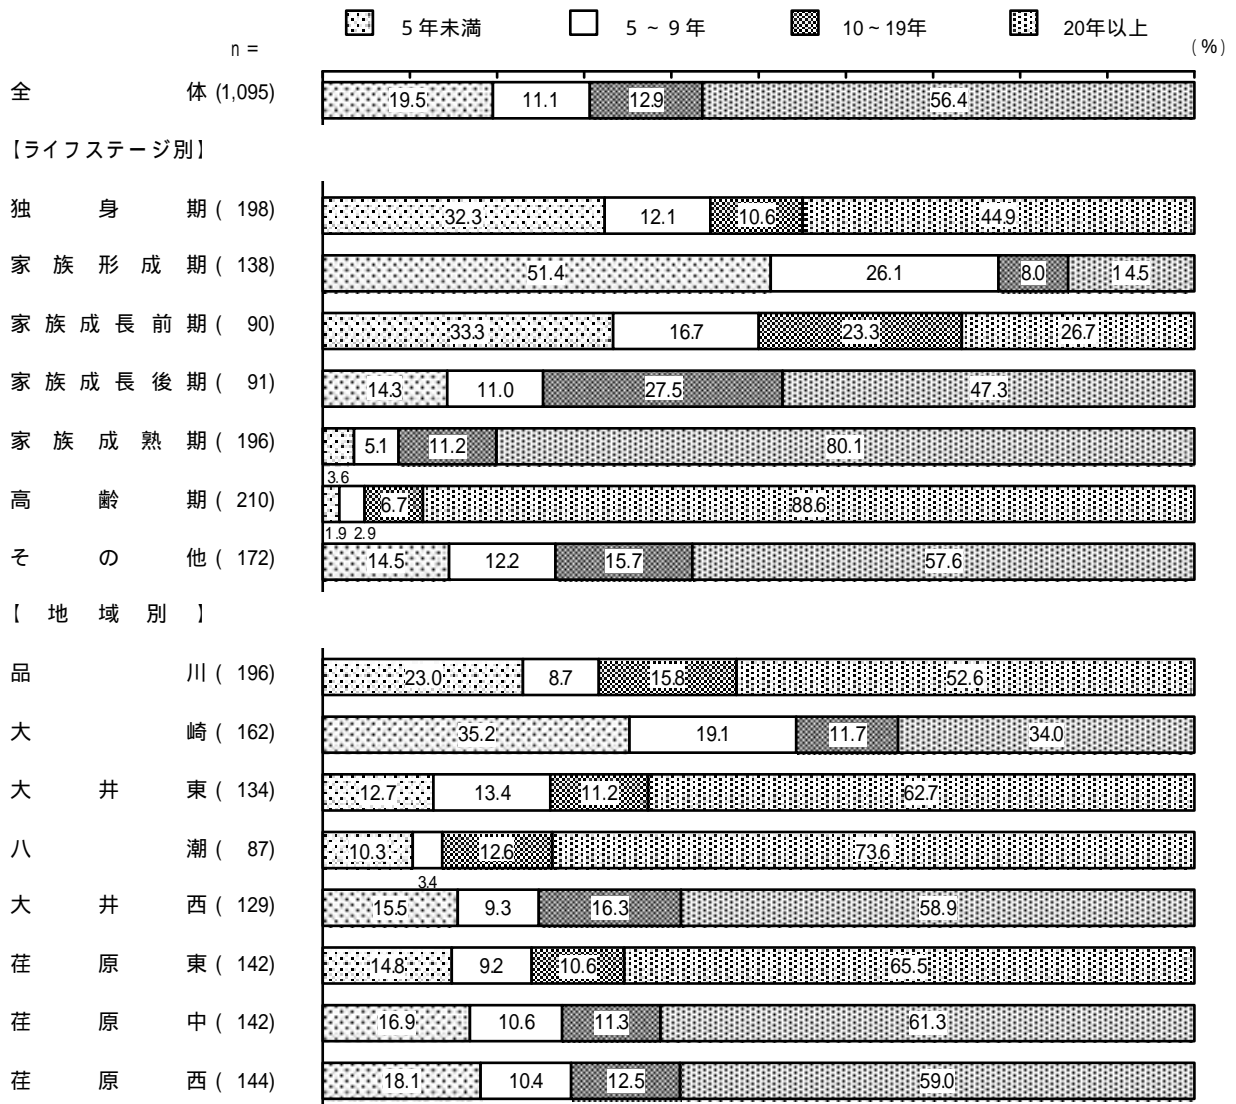 5年未満 5～9年 10～19年 20年以上
n = (%)
全体 (1,095) 19.5 11.1 12.9 56.4
【ライフステージ別】
独身期 ( 198) 32.3 12.1 10.6 44.9
家族形成期 ( 138) 51.4 26.1 8.0 14.5
家族成長前期 ( 90) 33.3 16.7 23.3 26.7
家族成長後期 ( 91) 14.3 11.0 27.5 47.3
家族成熟期 ( 196) 5.1 11.2 80.1
3.6
高齢期 ( 210) 6.7 88.6
1.9 2.9
その他 ( 172) 14.5 12.2 15.7 57.6
【地域別】
品川 ( 196) 23.0 8.7 15.8 52.6
大崎 ( 162) 35.2 19.1 11.7 34.0
大井東 ( 134) 12.7 13.4 11.2 62.7
八潮 ( 87) 10.3 12.6 73.6
3.4
大井西 ( 129) 15.5 9.3 16.3 58.9
荏原東 ( 142) 14.8 9.2 10.6 65.5
荏原中 ( 142) 16.9 10.6 11.3 61.3
荏原西 ( 144) 18.1 10.4 12.5 59.0